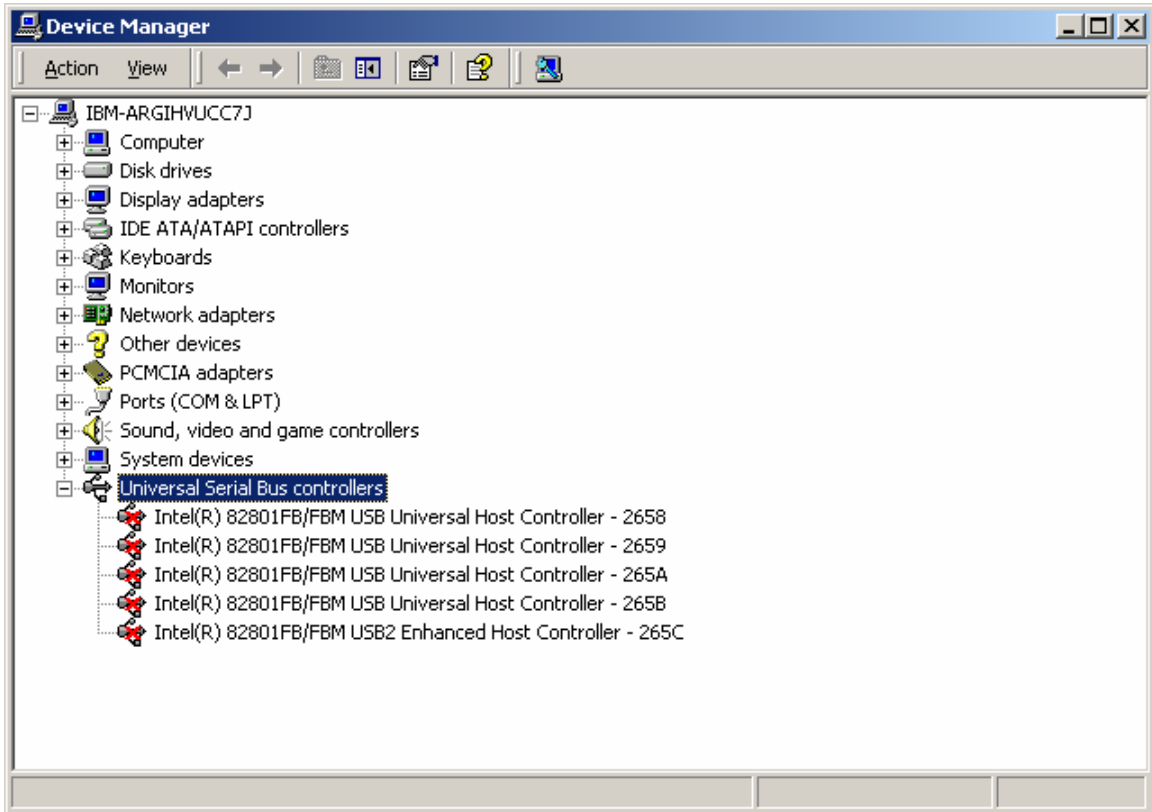 Device Manager
Action View
IBM-ARGIHVUCC7J
Computer
Disk drives
Display adapters
IDE ATA/ATAPI controllers
Keyboards
Monitors
Network adapters
Other devices
PCMCIA adapters
Ports (COM & LPT)
Sound, video and game controllers
System devices
Universal Serial Bus controllers
Intel(R) 82801FB/FBM USB Universal Host Controller - 2658
Intel(R) 82801FB/FBM USB Universal Host Controller - 2659
Intel(R) 82801FB/FBM USB Universal Host Controller - 265A
Intel(R) 82801FB/FBM USB Universal Host Controller - 265B
Intel(R) 82801FB/FBM USB2 Enhanced Host Controller - 265C